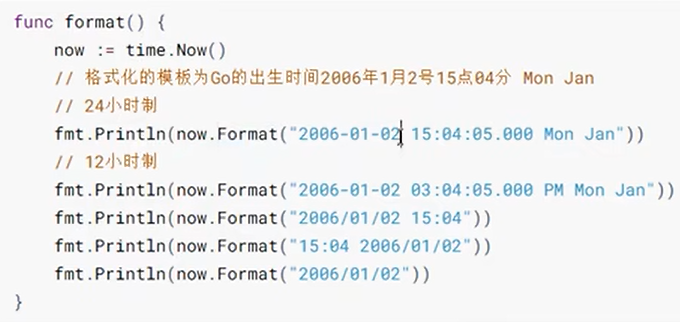 func format() {
    now := time.Now()
    // 格式化的模板为Go的出生时间2006年1月2号15点04分 Mon Jan
    // 24小时制
    fmt.Println(now.Format("2006-01-02 15:04:05.000 Mon Jan"))
    // 12小时制
    fmt.Println(now.Format("2006-01-02 03:04:05.000 PM Mon Jan"))
    fmt.Println(now.Format("2006/01/02 15:04"))
    fmt.Println(now.Format("15:04 2006/01/02"))
    fmt.Println(now.Format("2006/01/02"))
}